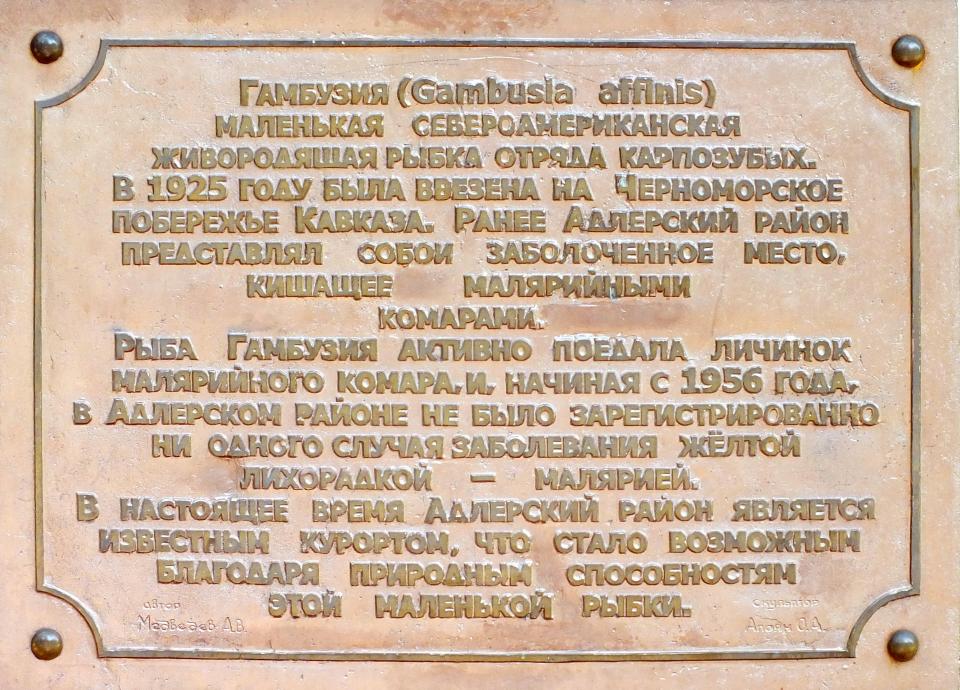 Гамбузия (Gambusia affinis)
маленькая североамериканская
живородящая рыбка отряда карпозубых.
В 1925 году была ввезена на Черноморское
побережье Кавказа. Ранее Адлерский район
представлял собой заболоченное место,
кишащее малярийными
комарами.
Рыба Гамбузия активно поедала личинок
малярийного комара, и, начиная с 1956 года,
в Адлерском районе не было зарегистрированно
ни одного случая заболевания жёлтой
лихорадкой – малярией.
В настоящее время Адлерский район является
известным курортом, что стало возможным
благодаря природным способностям
этой маленькой рыбки.
автор
Медведев А.В.
скульптор